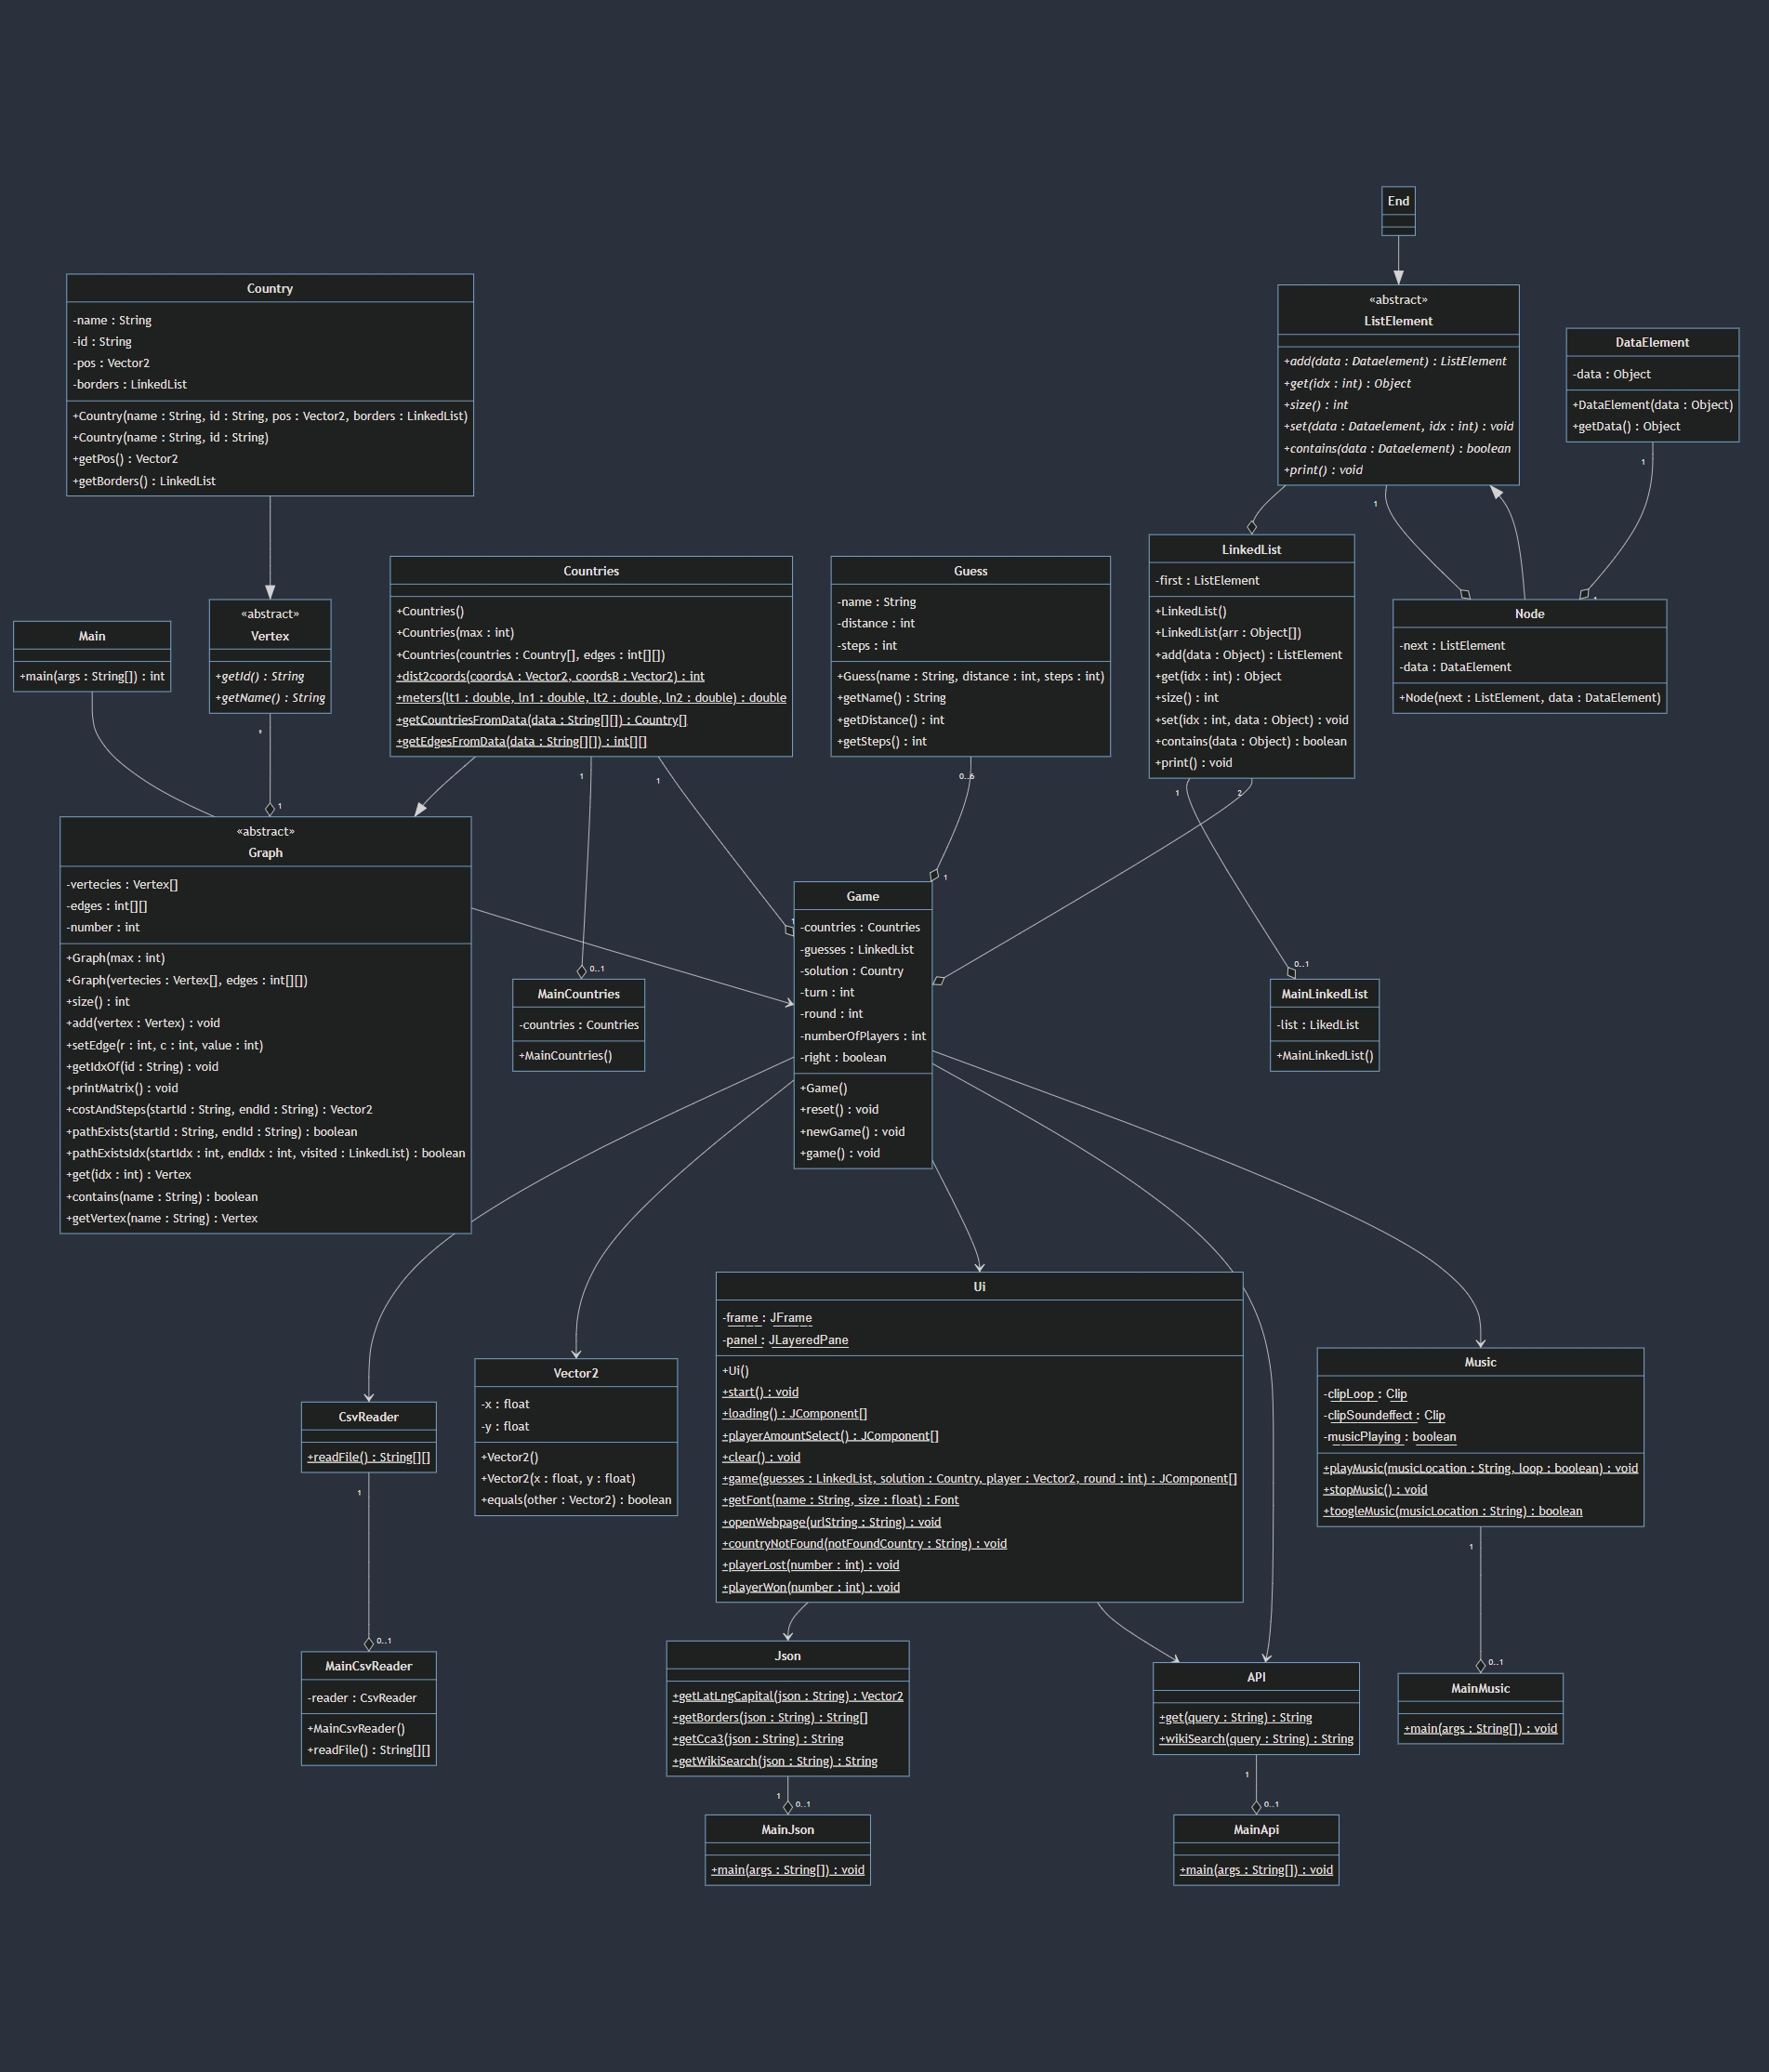 End
«abstract»
ListElement
+add(data : Dataelement) : ListElement
+get(idx : int) : Object
+size() : int
+set(data : Dataelement, idx : int) : void
+contains(data : Dataelement) : boolean
+print() : void
DataElement
-data : Object
+DataElement(data : Object)
+getData() : Object
1
1
Country
-name : String
-id : String
-pos : Vector2
-borders : LinkedList
+Country(name : String, id : String, pos : Vector2, borders : LinkedList)
+Country(name : String, id : String)
+getPos() : Vector2
+getBorders() : LinkedList
Main
+main(args : String[]) : int
«abstract»
Vertex
+getId() : String
+getName() : String
*
1
Countries
+Countries()
+Countries(max : int)
+Countries(countries : Country[], edges : int[][])
+dist2coords(coordsA : Vector2, coordsB : Vector2) : int
+meters(lt1 : double, ln1 : double, lt2 : double, ln2 : double) : double
+getCountriesFromData(data : String[][]) : Country[]
+getEdgesFromData(data : String[][]) : int[][]
1
1
Guess
-name : String
-distance : int
-steps : int
+Guess(name : String, distance : int, steps : int)
+getName() : String
+getDistance() : int
+getSteps() : int
0..6
1
LinkedList
-first : ListElement
+LinkedList()
+LinkedList(arr : Object[])
+add(data : Object) : ListElement
+get(idx : int) : Object
+size() : int
+set(idx : int, data : Object) : void
+contains(data : Object) : boolean
+print() : void
1
2
Node
-next : ListElement
-data : DataElement
+Node(next : ListElement, data : DataElement)
«abstract»
Graph
-vertecies : Vertex[]
-edges : int[][]
-number : int
+Graph(max : int)
+Graph(vertecies : Vertex[], edges : int[][])
+size() : int
+add(vertex : Vertex) : void
+setEdge(r : int, c : int, value : int)
+getIdxOf(id : String) : void
+printMatrix() : void
+costAndSteps(startId : String, endId : String) : Vector2
+pathExists(startId : String, endId : String) : boolean
+pathExistsIdx(startIdx : int, endIdx : int, visited : LinkedList) : boolean
+get(idx : int) : Vertex
+contains(name : String) : boolean
+getVertex(name : String) : Vertex
0..1
MainCountries
-countries : Countries
+MainCountries()
Game
-countries : Countries
-guesses : LinkedList
-solution : Country
-turn : int
-round : int
-numberOfPlayers : int
-right : boolean
+Game()
+reset() : void
+newGame() : void
+game() : void
0..1
MainLinkedList
-list : LikedList
+MainLinkedList()
CsvReader
+readFile() : String[][]
1
0..1
MainCsvReader
-reader : CsvReader
+MainCsvReader()
+readFile() : String[][]
Vector2
-x : float
-y : float
+Vector2()
+Vector2(x : float, y : float)
+equals(other : Vector2) : boolean
Ui
-frame : JFrame
-panel : JLayeredPane
+Ui()
+start() : void
+loading() : JComponent[]
+playerAmountSelect() : JComponent[]
+clear() : void
+game(guesses : LinkedList, solution : Country, player : Vector2, round : int) : JComponent[]
+getFont(name : String, size : float) : Font
+openWebpage(urlString : String) : void
+countryNotFound(notFoundCountry : String) : void
+playerLost(number : int) : void
+playerWon(number : int) : void
Music
-clipLoop : Clip
-clipSoundeffect : Clip
-musicPlaying : boolean
+playMusic(musicLocation : String, loop : boolean) : void
+stopMusic() : void
+toogleMusic(musicLocation : String) : boolean
1
0..1
MainMusic
+main(args : String[]) : void
Json
+getLatLngCapital(json : String) : Vector2
+getBorders(json : String) : String[]
+getCca3(json : String) : String
+getWikiSearch(json : String) : String
1
0..1
MainJson
+main(args : String[]) : void
API
+get(query : String) : String
+wikiSearch(query : String) : String
1
0..1
MainApi
+main(args : String[]) : void